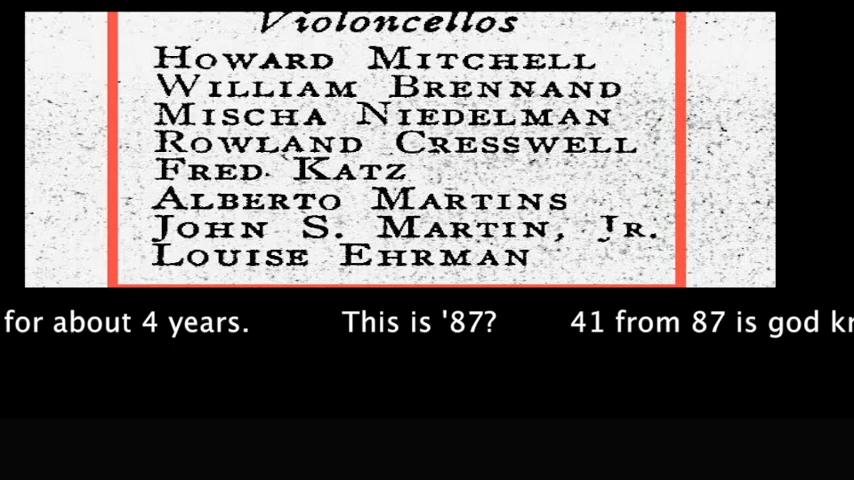 Violoncellos
HOWARD MITCHELL
WILLIAM BRENNAND
MISCHA NIEDELMAN
ROWLAND CRESSWELL
FRED KATZ
ALBERTO MARTINS
JOHN S. MARTIN, JR.
LOUISE EHRMAN
for about 4 years. This is '87? 41 from 87 is god